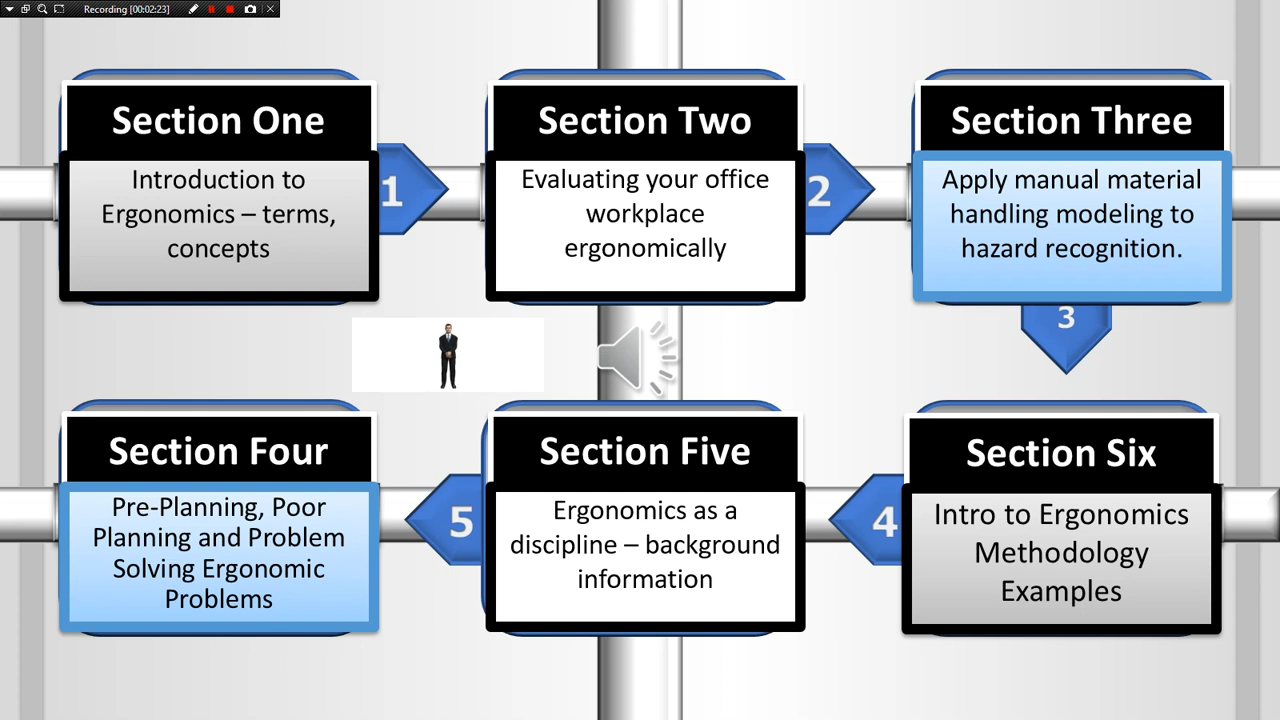 Recording [00:02:23]
Section One
Introduction to
Ergonomics – terms,
concepts
1
Section Two
Evaluating your office
workplace
ergonomically
2
Section Three
Apply manual material
handling modeling to
hazard recognition.
3
Section Four
Pre-Planning, Poor
Planning and Problem
Solving Ergonomic
Problems
5
Section Five
Ergonomics as a
discipline – background
information
4
Section Six
Intro to Ergonomics
Methodology
Examples